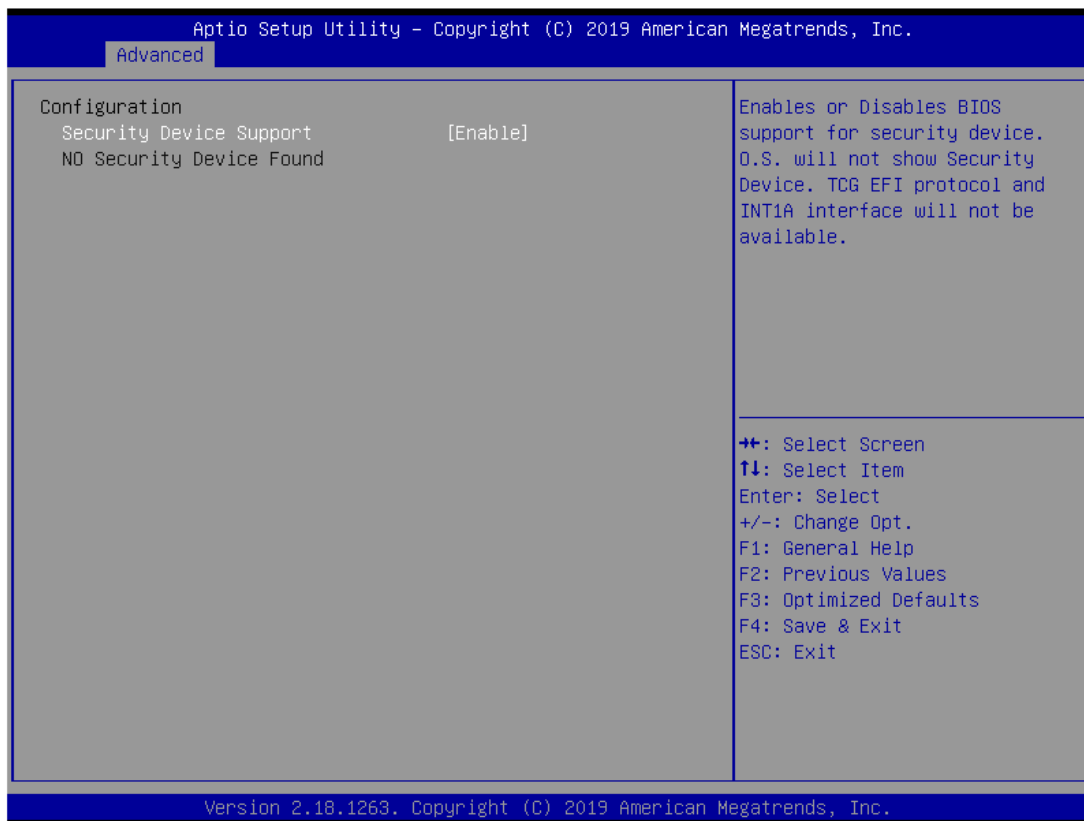 Aptio Setup Utility – Copyright (C) 2019 American Megatrends, Inc.
Advanced
Configuration
Security Device Support [Enable]
NO Security Device Found
Enables or Disables BIOS
support for security device.
O.S. will not show Security
Device. TCG EFI protocol and
INT1A interface will not be
available.
→←: Select Screen
↑↓: Select Item
Enter: Select
+/-: Change Opt.
F1: General Help
F2: Previous Values
F3: Optimized Defaults
F4: Save & Exit
ESC: Exit
Version 2.18.1263. Copyright (C) 2019 American Megatrends, Inc.